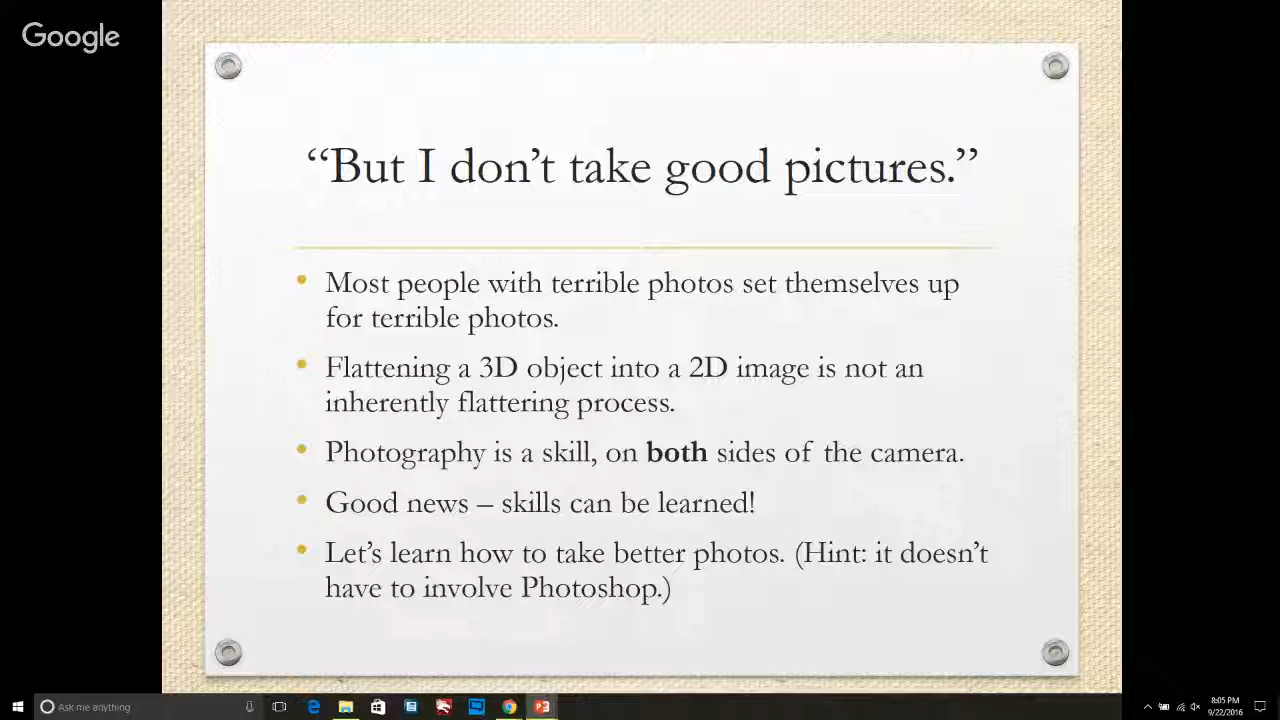 Google
“But I don’t take good pictures.”
• Most people with terrible photos set themselves up
for terrible photos.
• Flattening a 3D object into a 2D image is not an
inherently flattering process.
• Photography is a skill, on both sides of the camera.
• Good news – skills can be learned!
• Let’s learn how to take better photos. (Hint: it doesn’t
have to involve Photoshop.)
Ask me anything
8:05 PM
9/22/2016